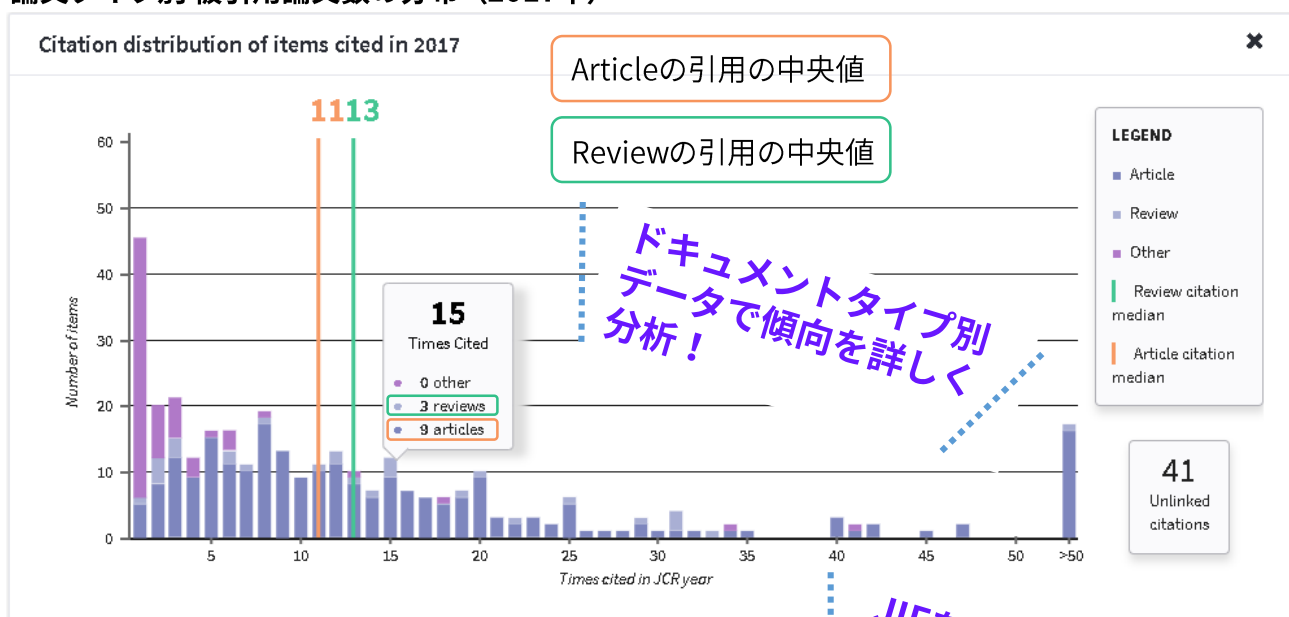 Citation distribution of items cited in 2017
✖
Articleの引用の中央値
Reviewの引用の中央値
1113
LEGEND
Article
Review
Other
Review citation
median
Article citation
median
60
50
40
30
20
10
0
Number of items
15
Times Cited
0 other
3 reviews
9 articles
ドキュメントタイプ別
データで傾向を詳しく
分析！
41
Unlinked
citations
5
10
15
20
25
30
35
40
45
50
>50
Times cited in JCR year